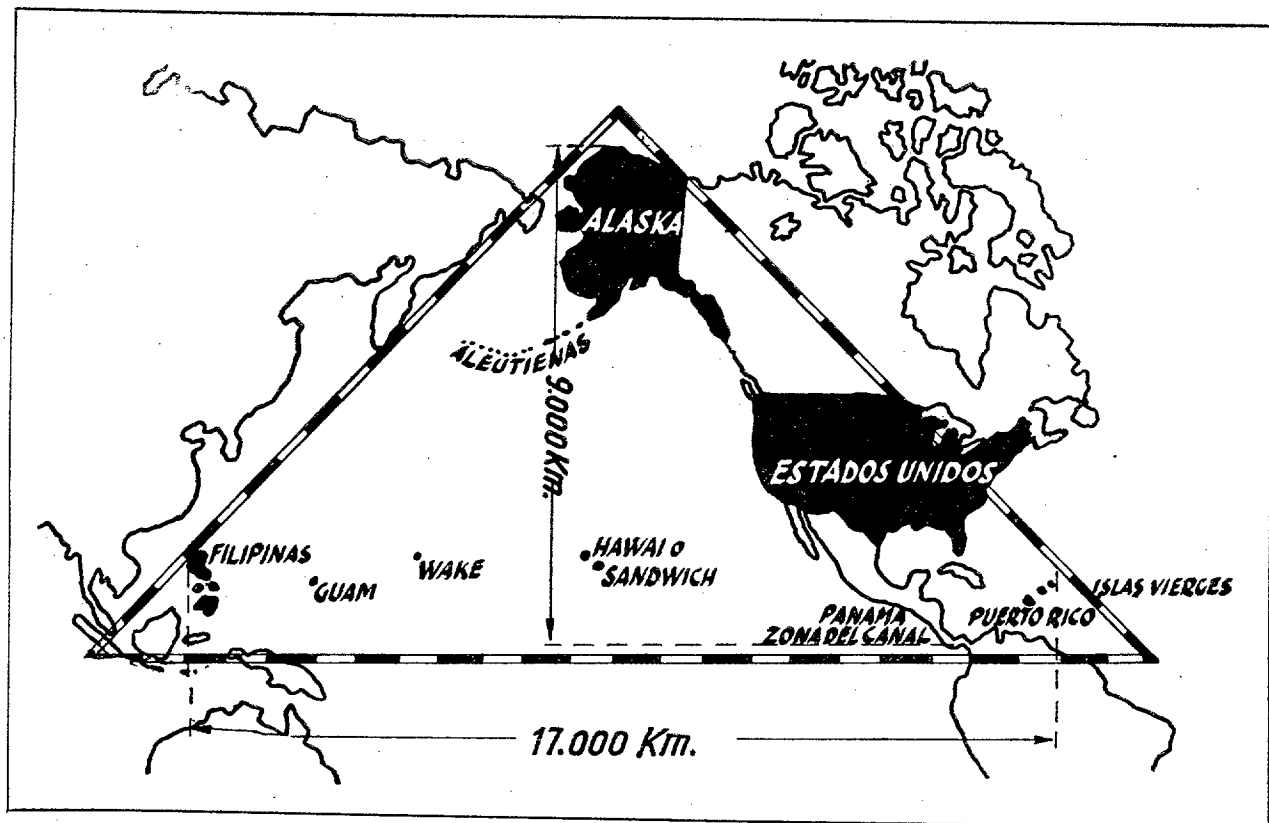 ALASKA
ALEUTIENAS
9.000 Km.
ESTADOS UNIDOS
FILIPINAS
GUAM
WAKE
HAWAI o
SANDWICH
PANAMA
ZONA DEL CANAL
PUERTO RICO
ISLAS VIERGES
17.000 Km.